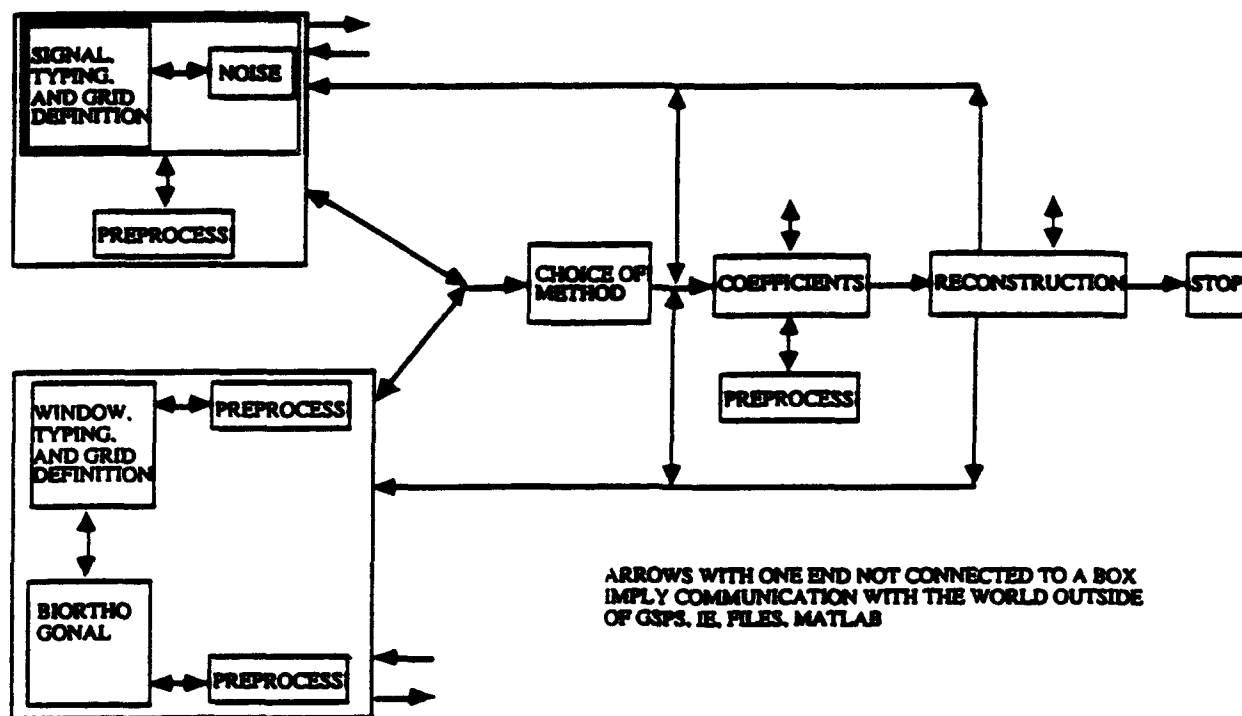 SIGNAL,
TYPING,
AND GRID
DEFINITION
NOISE
PREPROCESS
CHOICE OF
METHOD
COEFFICIENTS
RECONSTRUCTION
STOP
PREPROCESS
WINDOW,
TYPING,
AND GRID
DEFINITION
PREPROCESS
BIORTHO
GONAL
PREPROCESS
ARROWS WITH ONE END NOT CONNECTED TO A BOX
IMPLY COMMUNICATION WITH THE WORLD OUTSIDE
OF GSPS, IE, FILES, MATLAB